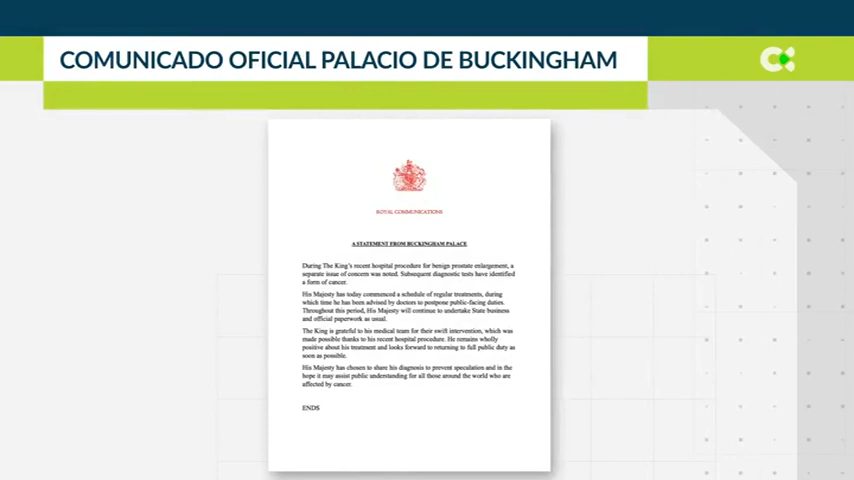 COMUNICADO OFICIAL PALACIO DE BUCKINGHAM
ROYAL COMMUNICATIONS
A STATEMENT FROM BUCKINGHAM PALACE
During The King's recent hospital procedure for benign prostate enlargement, a
separate issue of concern was noted. Subsequent diagnostic tests have identified
a form of cancer.
His Majesty has today commenced a schedule of regular treatments, during
which time he has been advised by doctors to postpone public-facing duties.
Throughout this period, His Majesty will continue to undertake State business
and official paperwork as usual.
The King is grateful to his medical team for their swift intervention, which was
made possible thanks to his recent hospital procedure. He remains wholly
positive about his treatment and looks forward to returning to full public duty as
soon as possible.
His Majesty has chosen to share his diagnosis to prevent speculation and in the
hope it may assist public understanding for all those around the world who are
affected by cancer.
ENDS